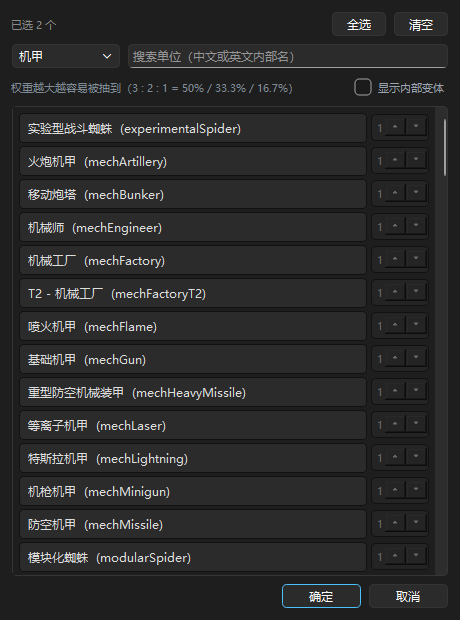 已选 2 个 全选 清空
机甲 搜索单位（中文或英文内部名）
权重越大越容易被抽到（3 : 2 : 1 = 50% / 33.3% / 16.7%） 显示内部变体
实验型战斗蜘蛛（experimentalSpider） 1
火炮机甲（mechArtillery） 1
移动炮塔（mechBunker） 1
机械师（mechEngineer） 1
机械工厂（mechFactory） 1
T2 - 机械工厂（mechFactoryT2） 1
喷火机甲（mechFlame） 1
基础机甲（mechGun） 1
重型防空机械装甲（mechHeavyMissile） 1
等离子机甲（mechLaser） 1
特斯拉机甲（mechLightning） 1
机枪机甲（mechMinigun） 1
防空机甲（mechMissile） 1
模块化蜘蛛（modularSpider） 1
确定 取消